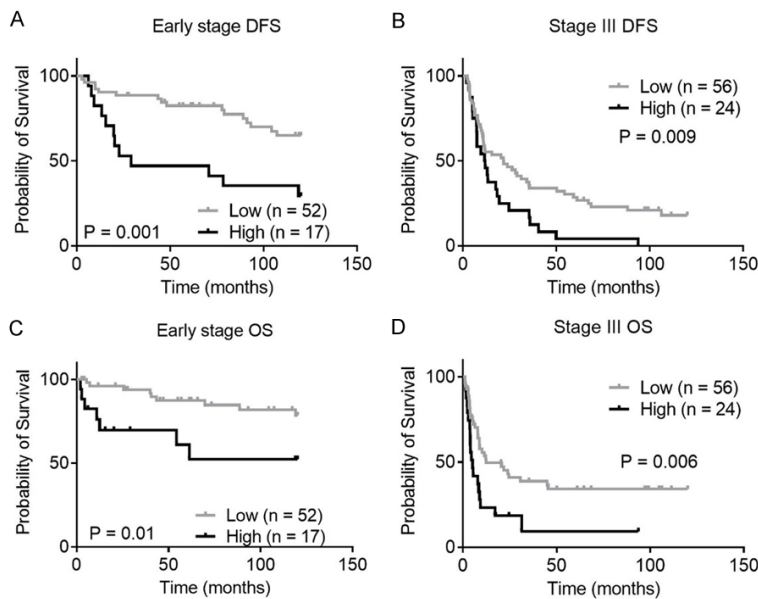 A
Early stage DFS
Probability of Survival
100
50
0
Low (n = 52)
High (n = 17)
P = 0.001
0 50 100 150
Time (months)
B
Stage III DFS
Probability of Survival
100
50
0
Low (n = 56)
High (n = 24)
P = 0.009
0 50 100 150
Time (months)
C
Early stage OS
Probability of Survival
100
50
0
Low (n = 52)
High (n = 17)
P = 0.01
0 50 100 150
Time (months)
D
Stage III OS
Probability of Survival
100
50
0
Low (n = 56)
High (n = 24)
P = 0.006
0 50 100 150
Time (months)